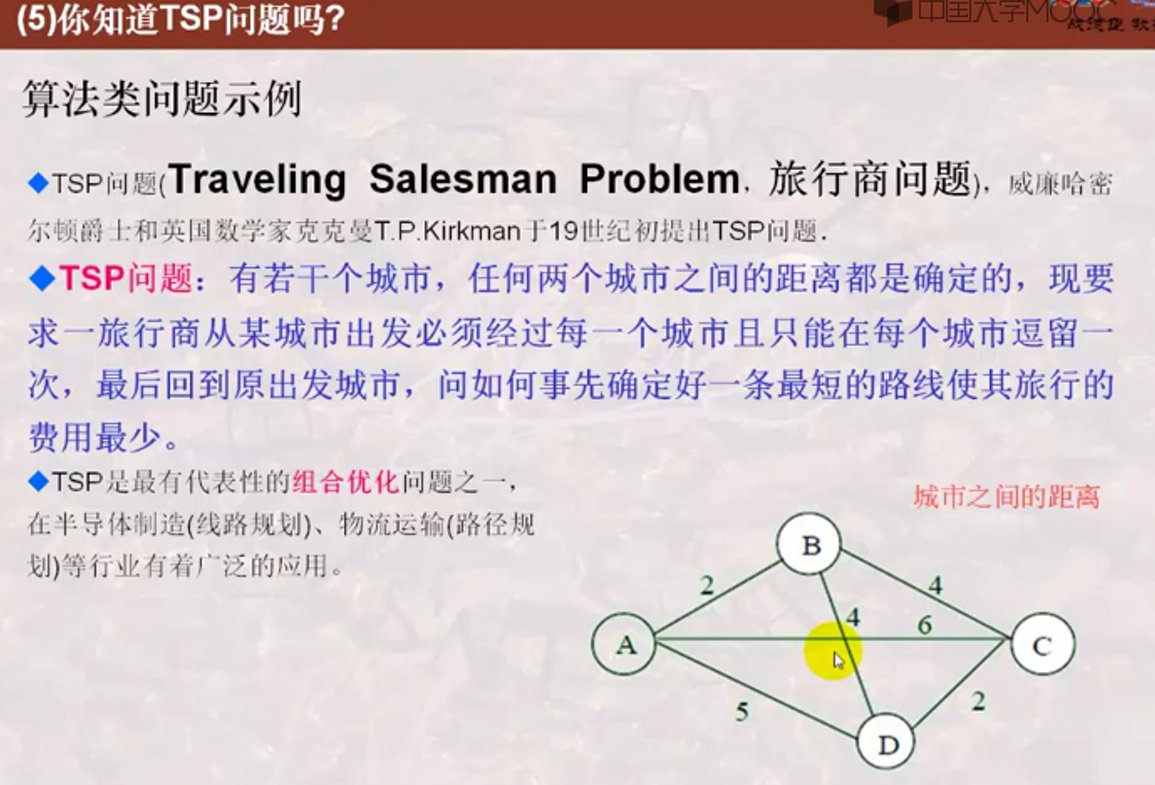 (5)你知道TSP问题吗?
中国大学MOOC
算法类问题示例
◆TSP问题(Traveling Salesman Problem, 旅行商问题), 威廉哈密
尔顿爵士和英国数学家克克曼T.P.Kirkman于19世纪初提出TSP问题.
◆TSP问题：有若干个城市，任何两个城市之间的距离都是确定的，现要
求一旅行商从某城市出发必须经过每一个城市且只能在每个城市逗留一
次，最后回到原出发城市，问如何事先确定好一条最短的路线使其旅行的
费用最少。
◆TSP是最有代表性的组合优化问题之一，
在半导体制造(线路规划)、物流运输(路径规
划)等行业有着广泛的应用。
城市之间的距离
B
2
4
4
6
A
C
5
2
D